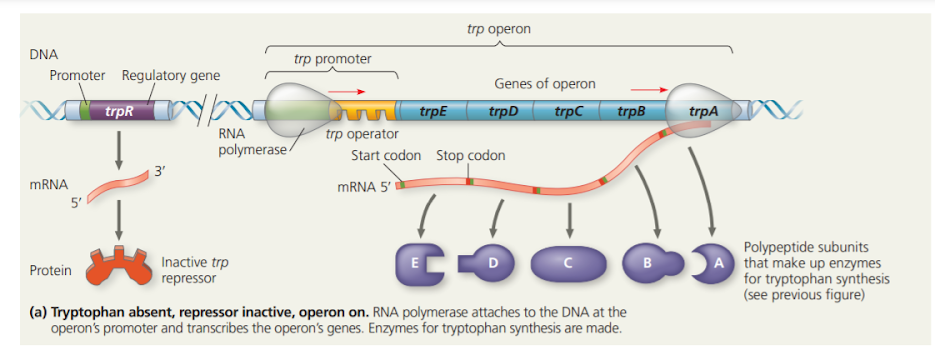 trp operon
DNA
trp promoter
Promoter
Regulatory gene
Genes of operon
trpR
trpE
trpD
trpC
trpB
trpA
RNA
polymerase
trp operator
Start codon
Stop codon
mRNA
3′
5′
mRNA 5′
Protein
Inactive trp
repressor
E
D
C
B
A
Polypeptide subunits
that make up enzymes
for tryptophan synthesis
(see previous figure)
(a) Tryptophan absent, repressor inactive, operon on. RNA polymerase attaches to the DNA at the
operon's promoter and transcribes the operon's genes. Enzymes for tryptophan synthesis are made.